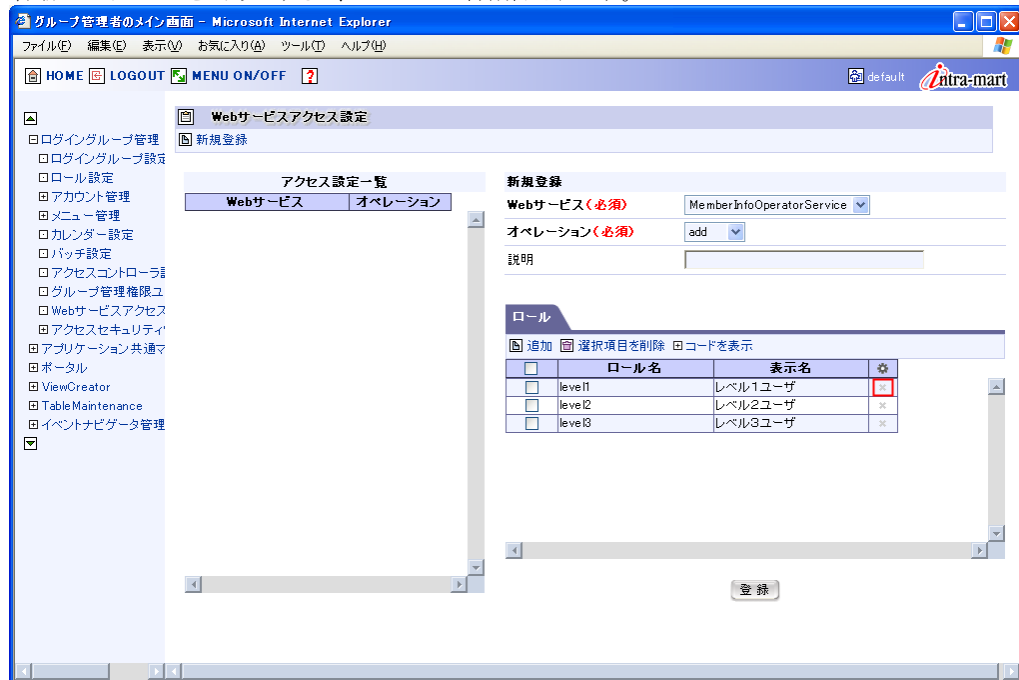 グループ管理者のメイン画面 - Microsoft Internet Explorer
ファイル(F) 編集(E) 表示(V) お気に入り(A) ツール(T) ヘルプ(H)
HOME LOGOUT MENU ON/OFF ? default intra-mart
Webサービスアクセス設定
新規登録
ログイングループ管理
ログイングループ設定
ロール設定
アカウント管理
メニュー管理
カレンダー設定
バッチ設定
アクセスコントローラ
グループ管理権限ユ
Webサービスアクセス
アクセスセキュリティ
アプリケーション共通マ
ポータル
ViewCreator
TableMaintenance
イベントナビゲータ管理
アクセス設定一覧
Webサービス オペレーション
新規登録
Webサービス(必須) MemberInfoOperatorService
オペレーション(必須) add
説明
ロール
追加 選択項目を削除 コードを表示
ロール名 表示名
level1 レベル1ユーザ
level2 レベル2ユーザ
level3 レベル3ユーザ
登録